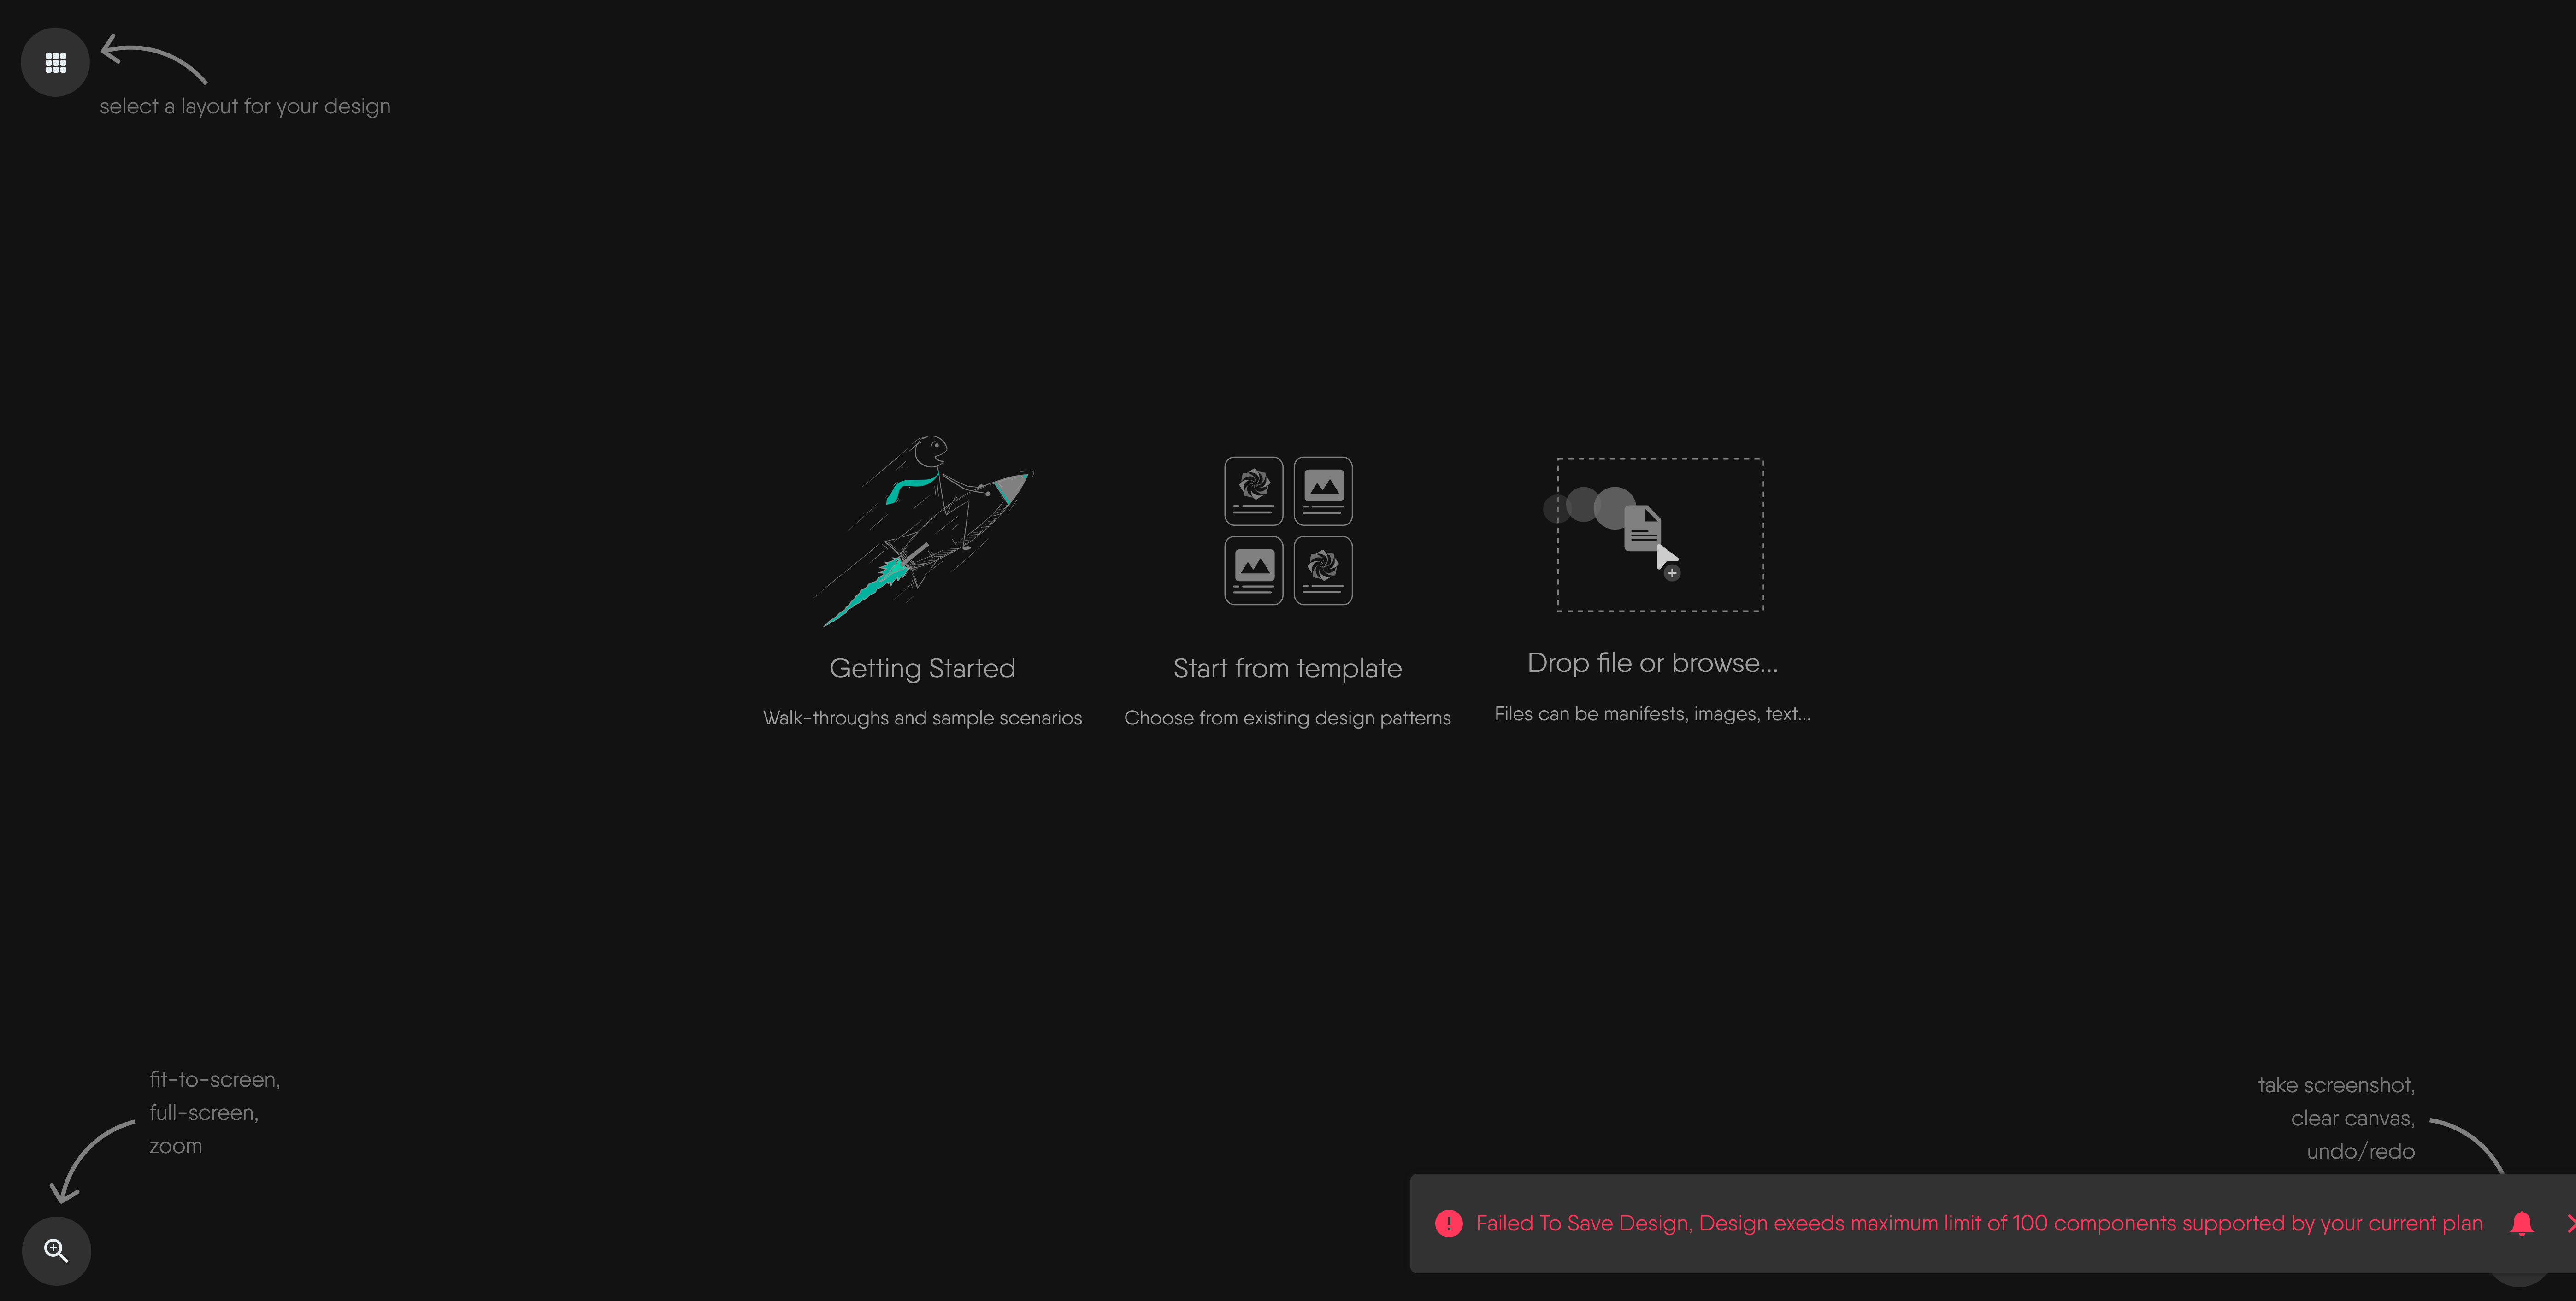 select a layout for your design
Getting Started
Walk-throughs and sample scenarios
Start from template
Choose from existing design patterns
Drop file or browse...
Files can be manifests, images, text...
fit-to-screen,
full-screen,
zoom
take screenshot,
clear canvas,
undo/redo
Failed To Save Design, Design exeeds maximum limit of 100 components supported by your current plan